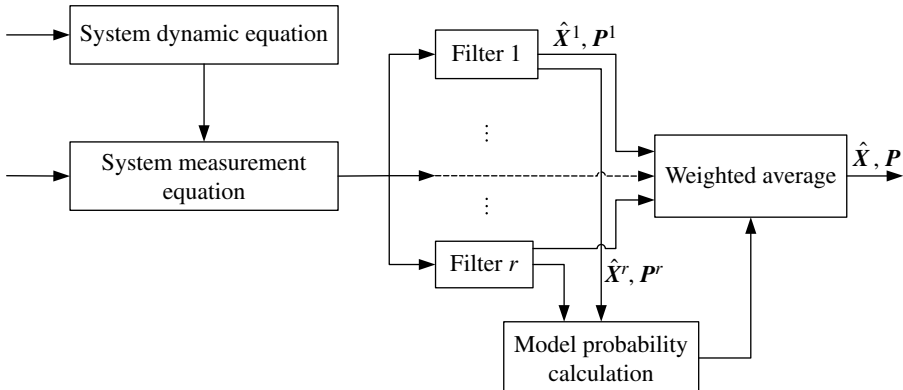 System dynamic equation
Filter 1
X̂¹, P¹
⋮
System measurement
equation
Weighted average
X̂, P
⋮
Filter r
X̂ʳ, Pʳ
Model probability
calculation